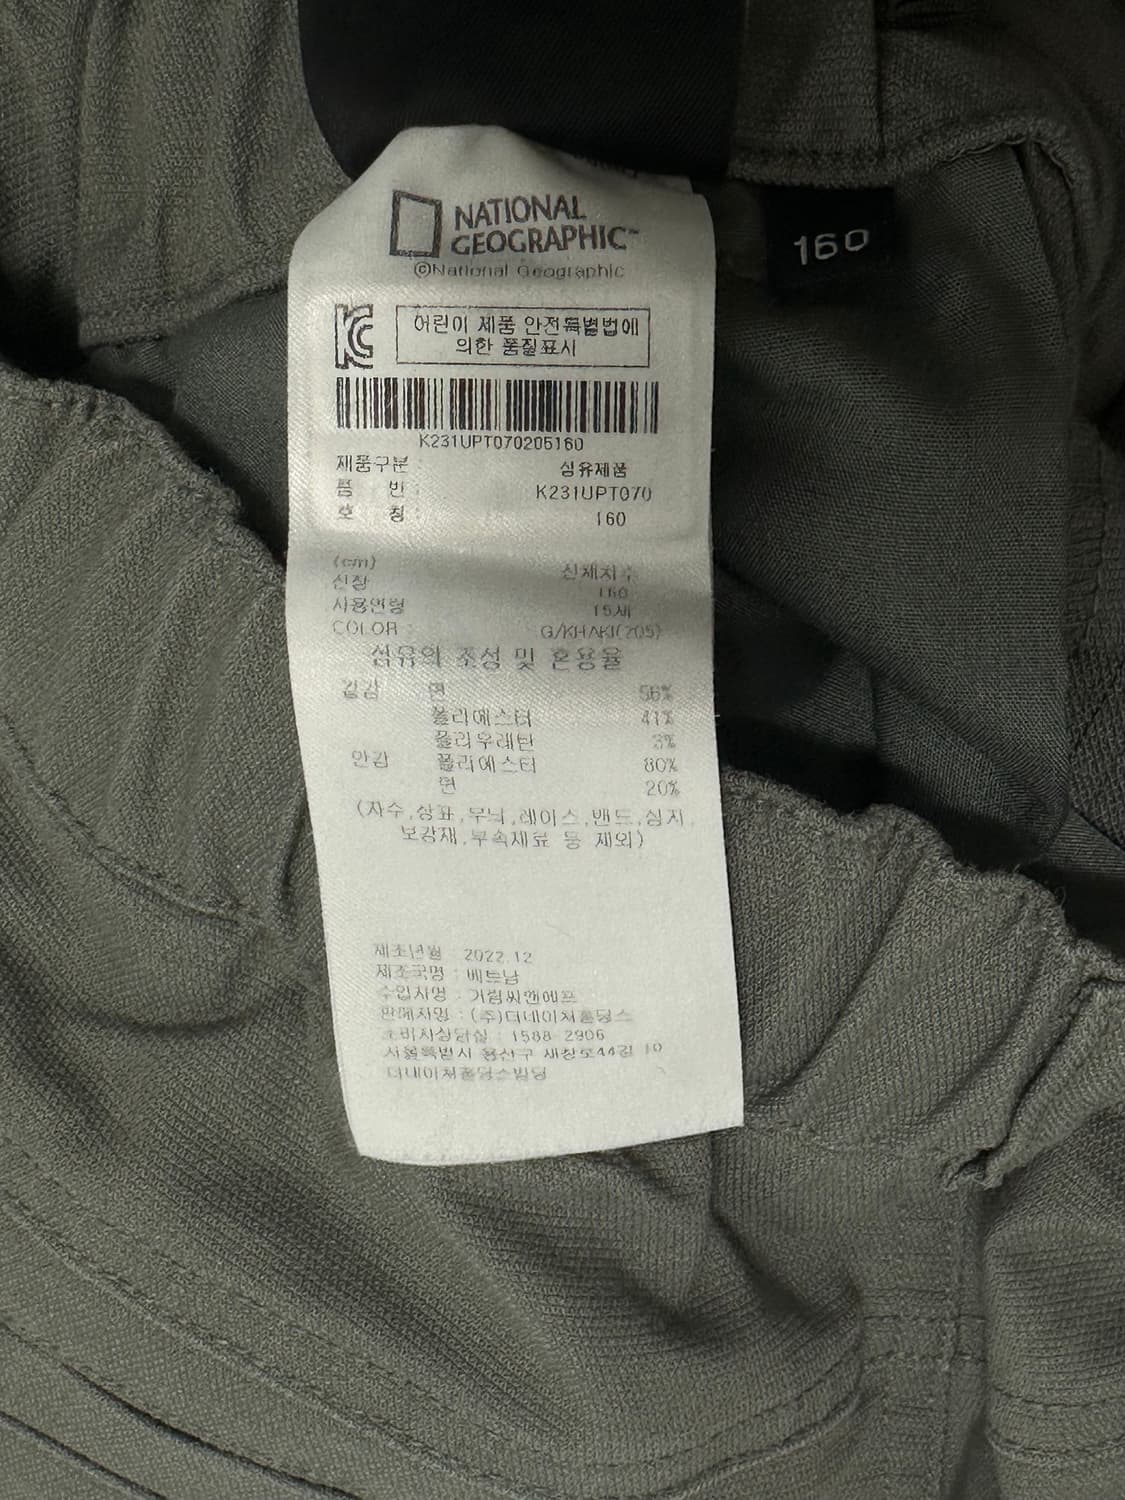 NATIONAL
GEOGRAPHIC™
©National Geographic
160
KC
어린이 제품 안전특별법에
의한 품질표시
K231UPT070205160
제품구분 : 섬유제품
품 번 : K231UPT070
호 칭 : 160
(cm) 신체치수
신장 160
사용연령 15세
COLOR : G/KHAKI(205)
섬유의 조성 및 혼용율
겉감 면 56%
폴리에스터 41%
폴리우레탄 3%
안감 폴리에스터 80%
면 20%
(자수,상표,무늬,레이스,밴드,심지,
보강재,부속재료 등 제외)
제조년월 : 2022.12
제조국명 : 베트남
수입자명 : 거림씨앤에프
판매자명 : (주)더네이쳐홀딩스
소비자상담실 : 1588 2906
서울특별시 용산구 새창로44길 10
더네이쳐홀딩스빌딩